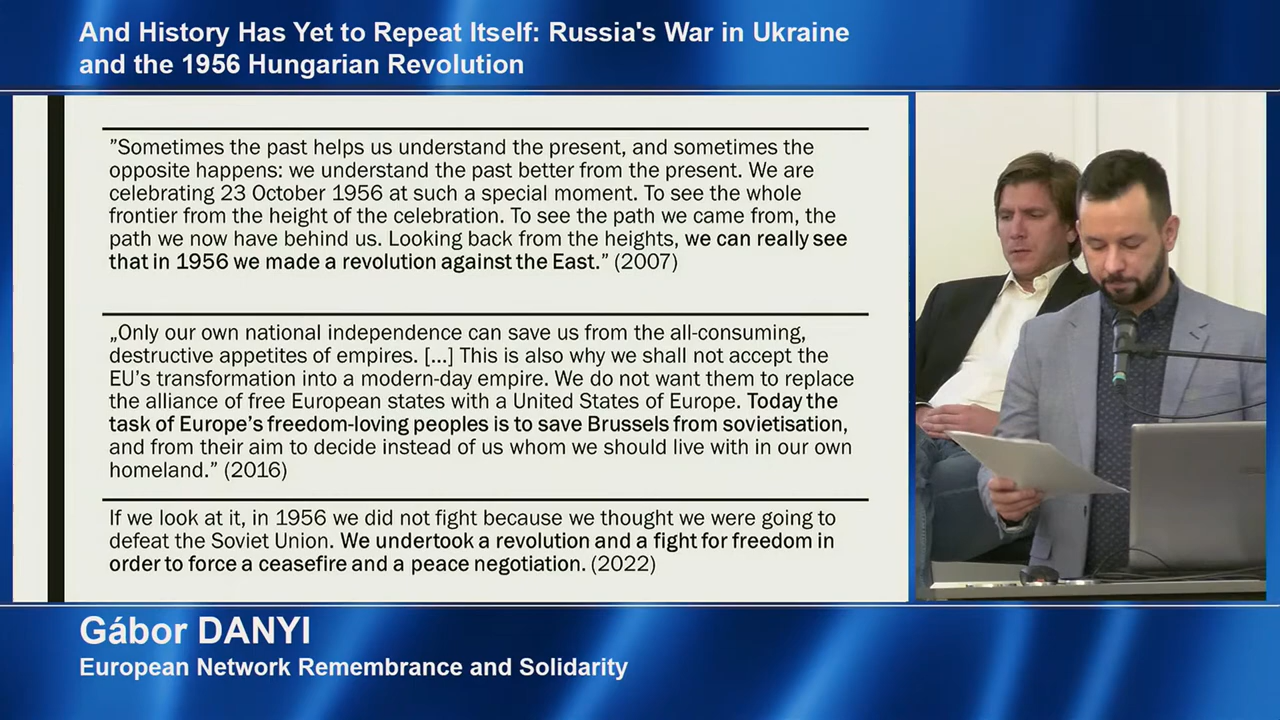 And History Has Yet to Repeat Itself: Russia's War in Ukraine
and the 1956 Hungarian Revolution
”Sometimes the past helps us understand the present, and sometimes the
opposite happens: we understand the past better from the present. We are
celebrating 23 October 1956 at such a special moment. To see the whole
frontier from the height of the celebration. To see the path we came from, the
path we now have behind us. Looking back from the heights, we can really see
that in 1956 we made a revolution against the East.” (2007)
„Only our own national independence can save us from the all-consuming,
destructive appetites of empires. [...] This is also why we shall not accept the
EU’s transformation into a modern-day empire. We do not want them to replace
the alliance of free European states with a United States of Europe. Today the
task of Europe’s freedom-loving peoples is to save Brussels from sovietisation,
and from their aim to decide instead of us whom we should live with in our own
homeland.” (2016)
If we look at it, in 1956 we did not fight because we thought we were going to
defeat the Soviet Union. We undertook a revolution and a fight for freedom in
order to force a ceasefire and a peace negotiation. (2022)
Gábor DANYI
European Network Remembrance and Solidarity